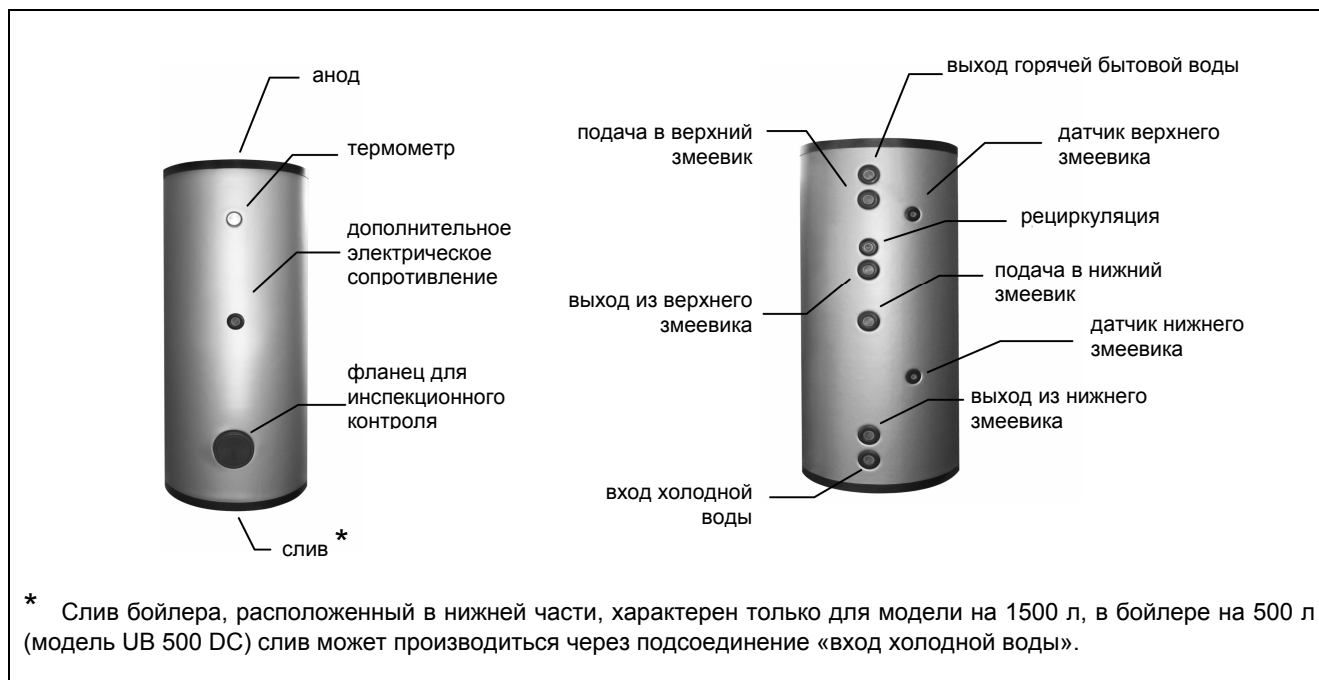 анод
термометр
дополнительное
электрическое
сопротивление
фланец для
инспекционного
контроля
слив *
выход горячей бытовой воды
подача в верхний
змеевик
датчик верхнего
змеевика
рециркуляция
подача в нижний
змеевик
выход из верхнего
змеевика
датчик нижнего
змеевика
выход из нижнего
змеевика
вход холодной
воды
* Слив бойлера, расположенный в нижней части, характерен только для модели на 1500 л, в бойлере на 500 л
(модель UB 500 DC) слив может производиться через подсоединение «вход холодной воды».